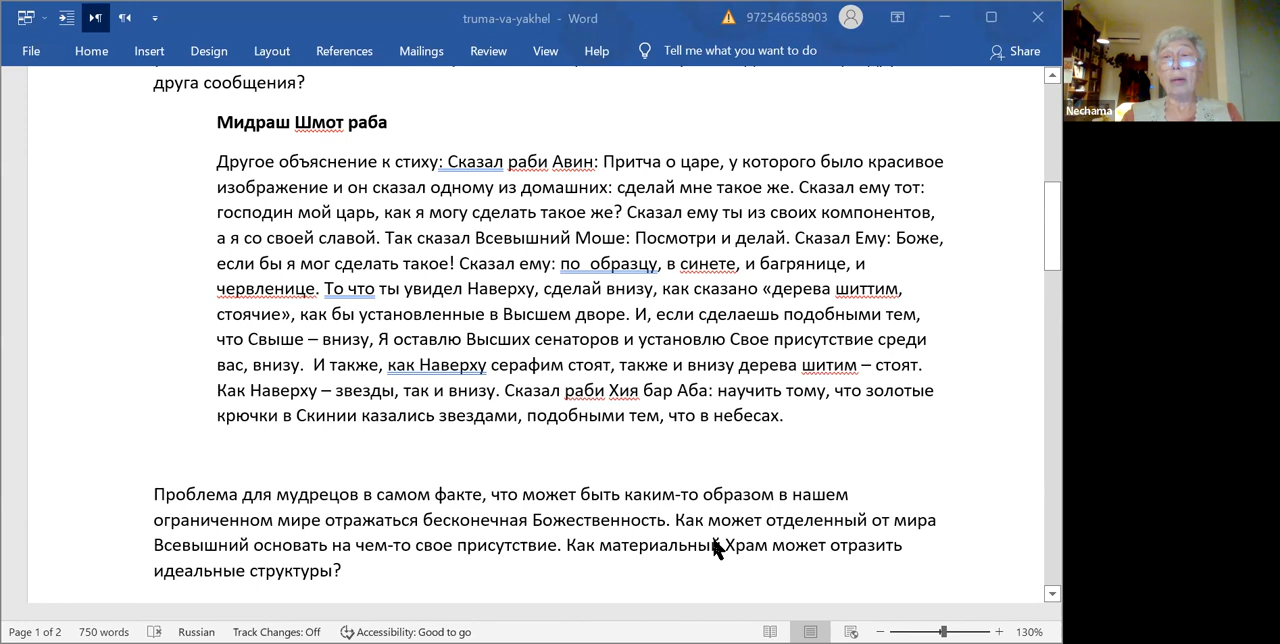 truma-va-yakhel - Word
972546658903
File Home Insert Design Layout References Mailings Review View Help Tell me what you want to do Share
друга сообщения?
Мидраш Шмот раба
Другое объяснение к стиху: Сказал раби Авин: Притча о царе, у которого было красивое
изображение и он сказал одному из домашних: сделай мне такое же. Сказал ему тот:
господин мой царь, как я могу сделать такое же? Сказал ему ты из своих компонентов,
а я со своей славой. Так сказал Всевышний Моше: Посмотри и делай. Сказал Ему: Боже,
если бы я мог сделать такое! Сказал ему: по образцу, в синете, и багрянице, и
червленице. То что ты увидел Наверху, сделай внизу, как сказано «дерева шиттим,
стоячие», как бы установленные в Высшем дворе. И, если сделаешь подобными тем,
что Свыше – внизу, Я оставлю Высших сенаторов и установлю Свое присутствие среди
вас, внизу. И также, как Наверху серафим стоят, также и внизу дерева шитим – стоят.
Как Наверху – звезды, так и внизу. Сказал раби Хия бар Аба: научить тому, что золотые
крючки в Скинии казались звездами, подобными тем, что в небесах.
Проблема для мудрецов в самом факте, что может быть каким-то образом в нашем
ограниченном мире отражаться бесконечная Божественность. Как может отделенный от мира
Всевышний основать на чем-то свое присутствие. Как материальный Храм может отразить
идеальные структуры?
Page 1 of 2 750 words Russian Track Changes: Off Accessibility: Good to go 130%
Nechama